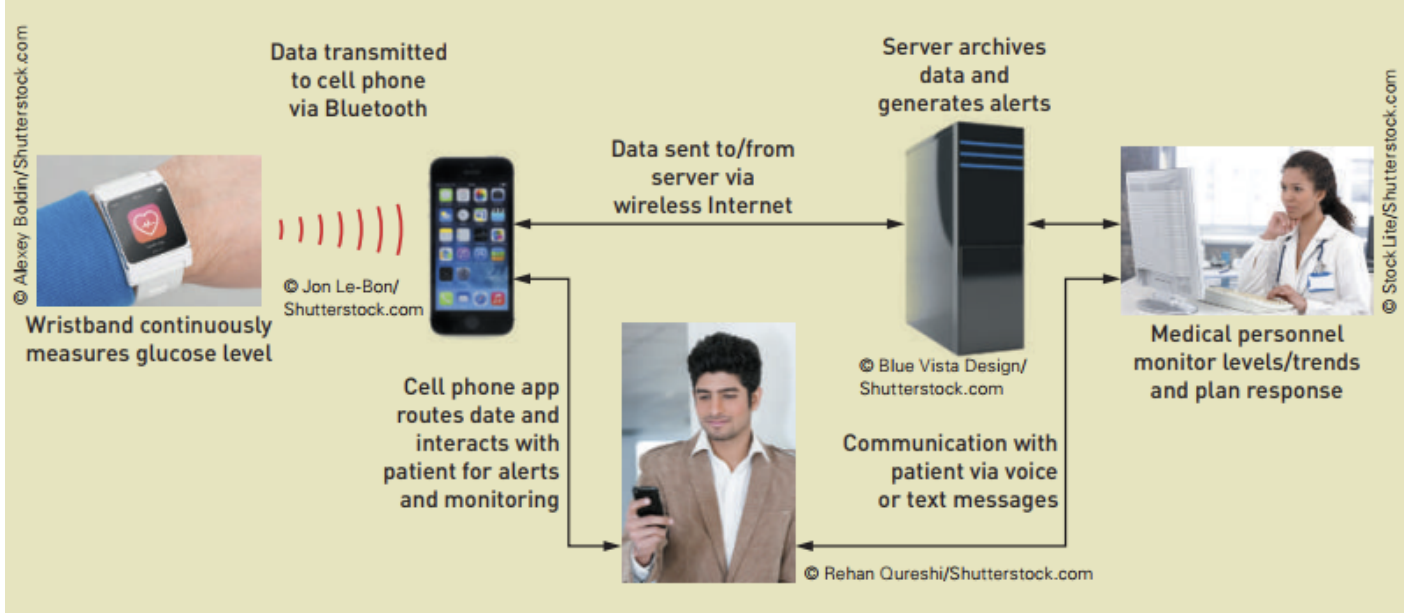 © Alexey Boldin/Shutterstock.com
Data transmitted
to cell phone
via Bluetooth
Server archives
data and
generates alerts
Data sent to/from
server via
wireless Internet
© Jon Le-Bon/
Shutterstock.com
Wristband continuously
measures glucose level
© Blue Vista Design/
Shutterstock.com
© Stock Lite/Shutterstock.com
Medical personnel
monitor levels/trends
and plan response
Cell phone app
routes date and
interacts with
patient for alerts
and monitoring
Communication with
patient via voice
or text messages
© Rehan Qureshi/Shutterstock.com